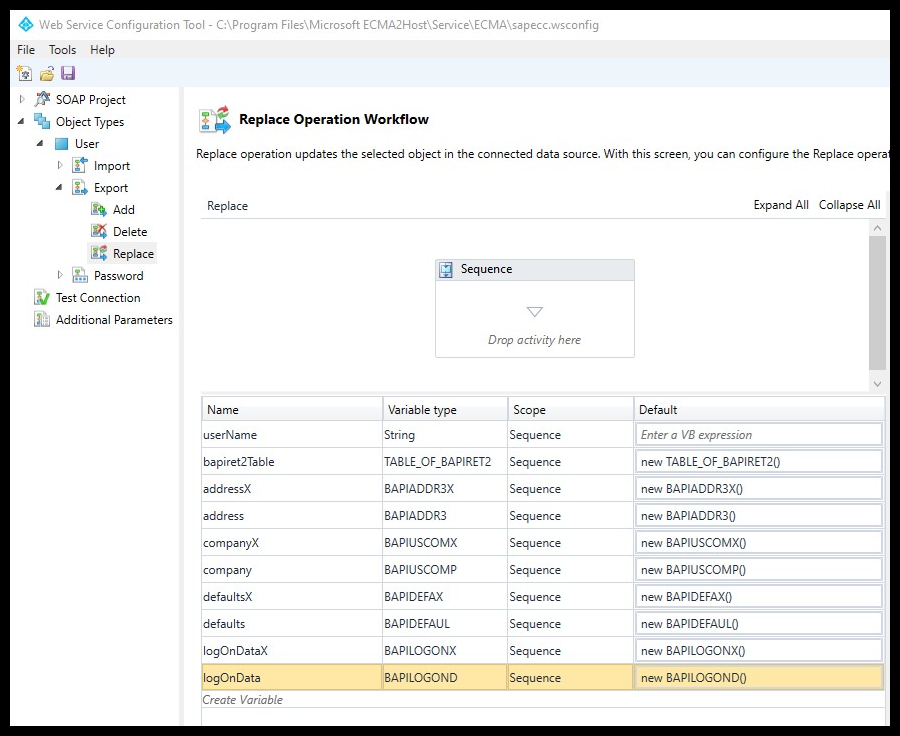 Web Service Configuration Tool - C:\Program Files\Microsoft ECMA2Host\Service\ECMA\sapecc.wsconfig
File Tools Help
SOAP Project
Object Types
User
Import
Export
Add
Delete
Replace
Password
Test Connection
Additional Parameters
Replace Operation Workflow
Replace operation updates the selected object in the connected data source. With this screen, you can configure the Replace operat
Replace Expand All Collapse All
Sequence
Drop activity here
Name Variable type Scope Default
userName String Sequence Enter a VB expression
bapiret2Table TABLE_OF_BAPIRET2 Sequence new TABLE_OF_BAPIRET2()
addressX BAPIADDR3X Sequence new BAPIADDR3X()
address BAPIADDR3 Sequence new BAPIADDR3()
companyX BAPIUSCOMX Sequence new BAPIUSCOMX()
company BAPIUSCOMP Sequence new BAPIUSCOMP()
defaultsX BAPIDEFAX Sequence new BAPIDEFAX()
defaults BAPIDEFAUL Sequence new BAPIDEFAUL()
logOnDataX BAPILOGONX Sequence new BAPILOGONX()
logOnData BAPILOGOND Sequence new BAPILOGOND()
Create Variable